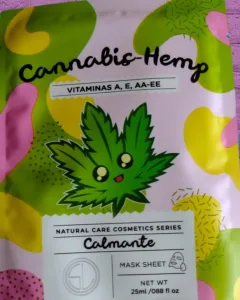 Cannabis-Hemp
VITAMINAS A, E, AA-EE
NATURAL CARE COSMETICS SERIES
Calmante
MASK SHEET
NET WT
25ml /088 fl oz